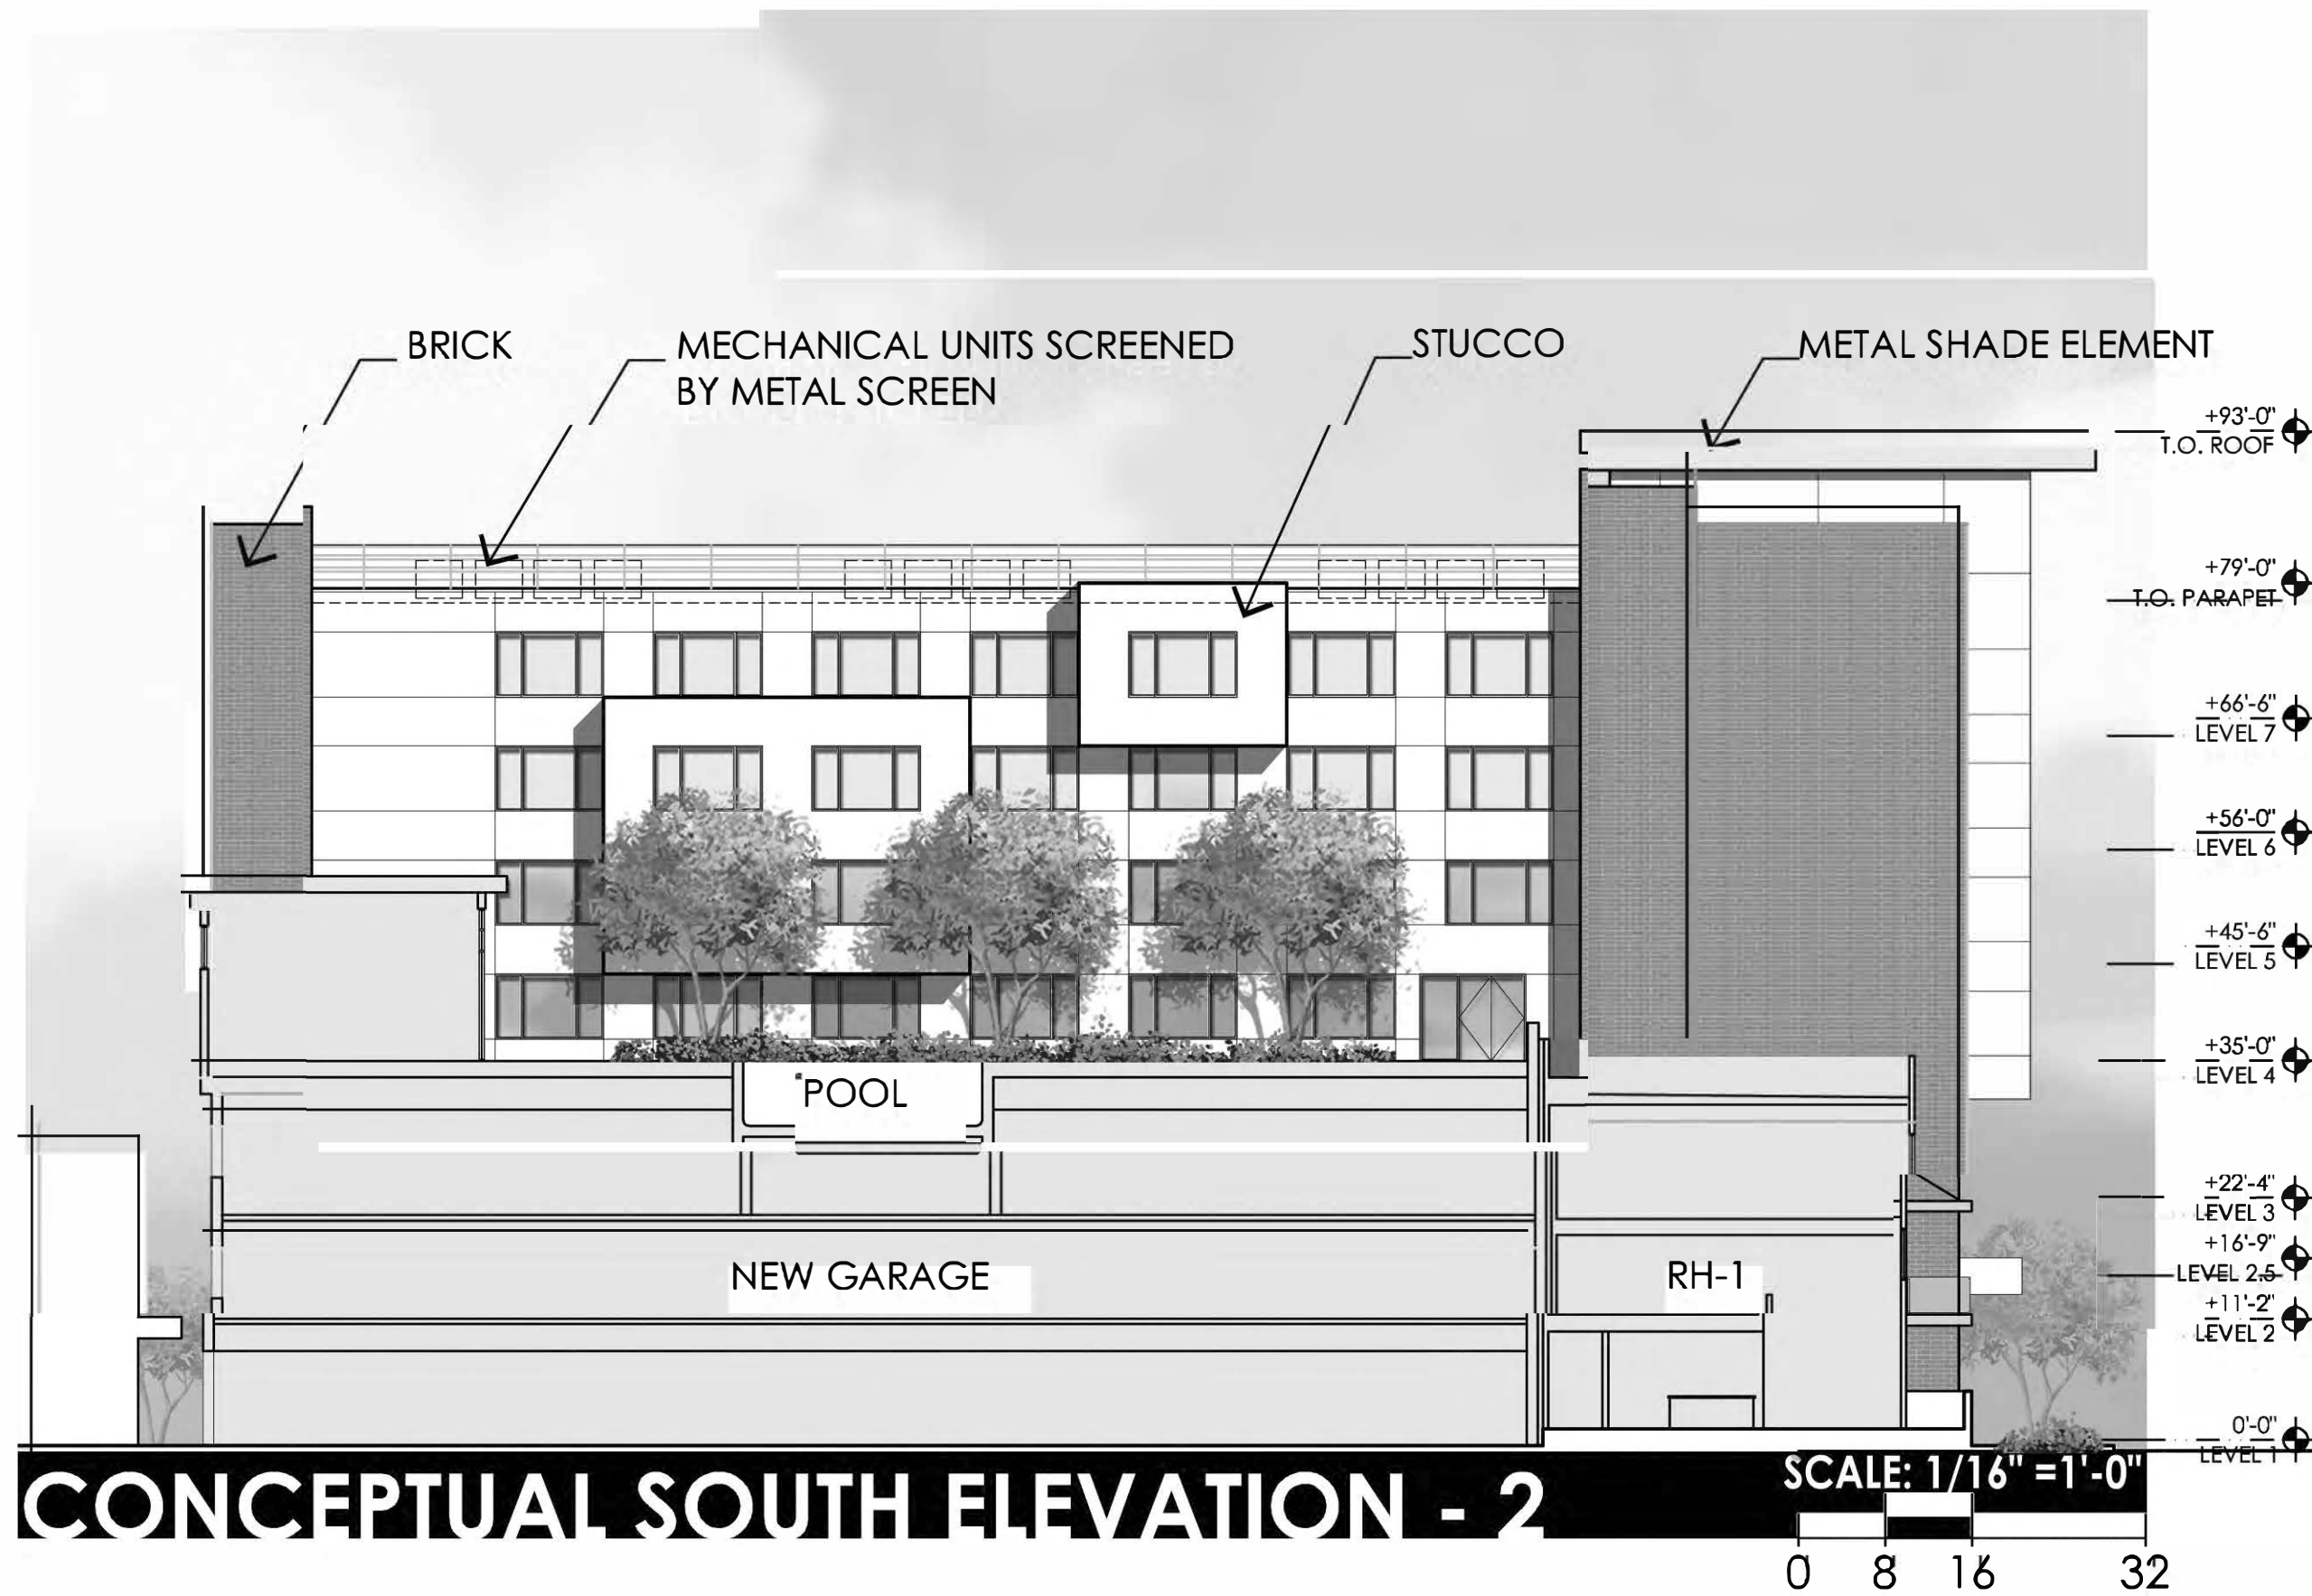 BRICK
MECHANICAL UNITS SCREENED
BY METAL SCREEN
STUCCO
METAL SHADE ELEMENT
+93'-0"
T.O. ROOF
+79'-0"
T.O. PARAPET
+66'-6"
LEVEL 7
+56'-0"
LEVEL 6
+45'-6"
LEVEL 5
+35'-0"
LEVEL 4
POOL
+22'-4"
LEVEL 3
+16'-9"
LEVEL 2.5
NEW GARAGE
RH-1
+11'-2"
LEVEL 2
0'-0"
LEVEL 1
CONCEPTUAL SOUTH ELEVATION - 2
SCALE: 1/16" =1'-0"
0 8 16 32